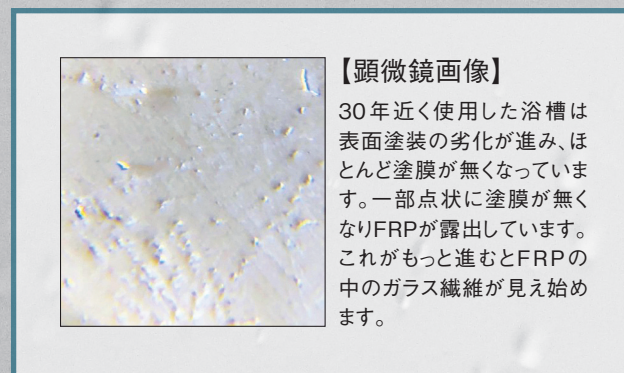 【顕微鏡画像】
30年近く使用した浴槽は
表面塗装の劣化が進み、ほ
とんど塗膜が無くなっていま
す。一部点状に塗膜が無く
なりFRPが露出しています。
これがもっと進むとFRPの
中のガラス繊維が見え始め
ます。